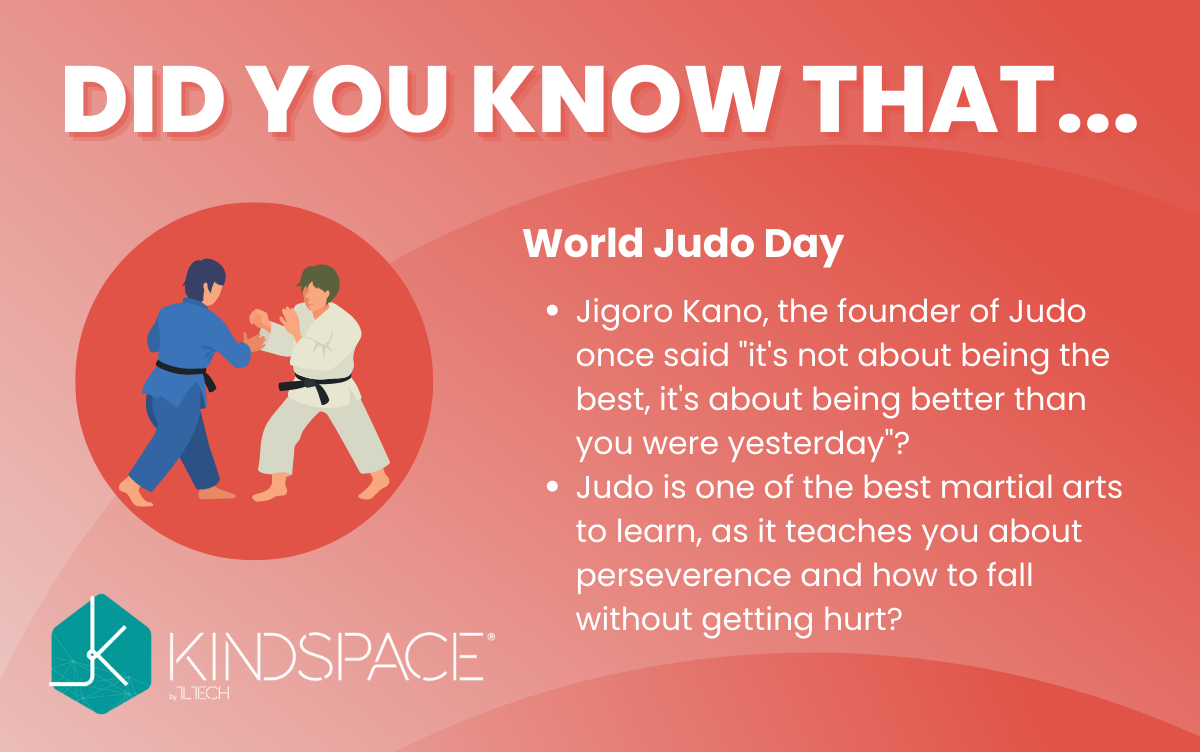 DID YOU KNOW THAT...
World Judo Day
• Jigoro Kano, the founder of Judo
once said "it's not about being the
best, it's about being better than
you were yesterday"?
• Judo is one of the best martial arts
to learn, as it teaches you about
perseverence and how to fall
without getting hurt?
KINDSPACE®
by TLTECH